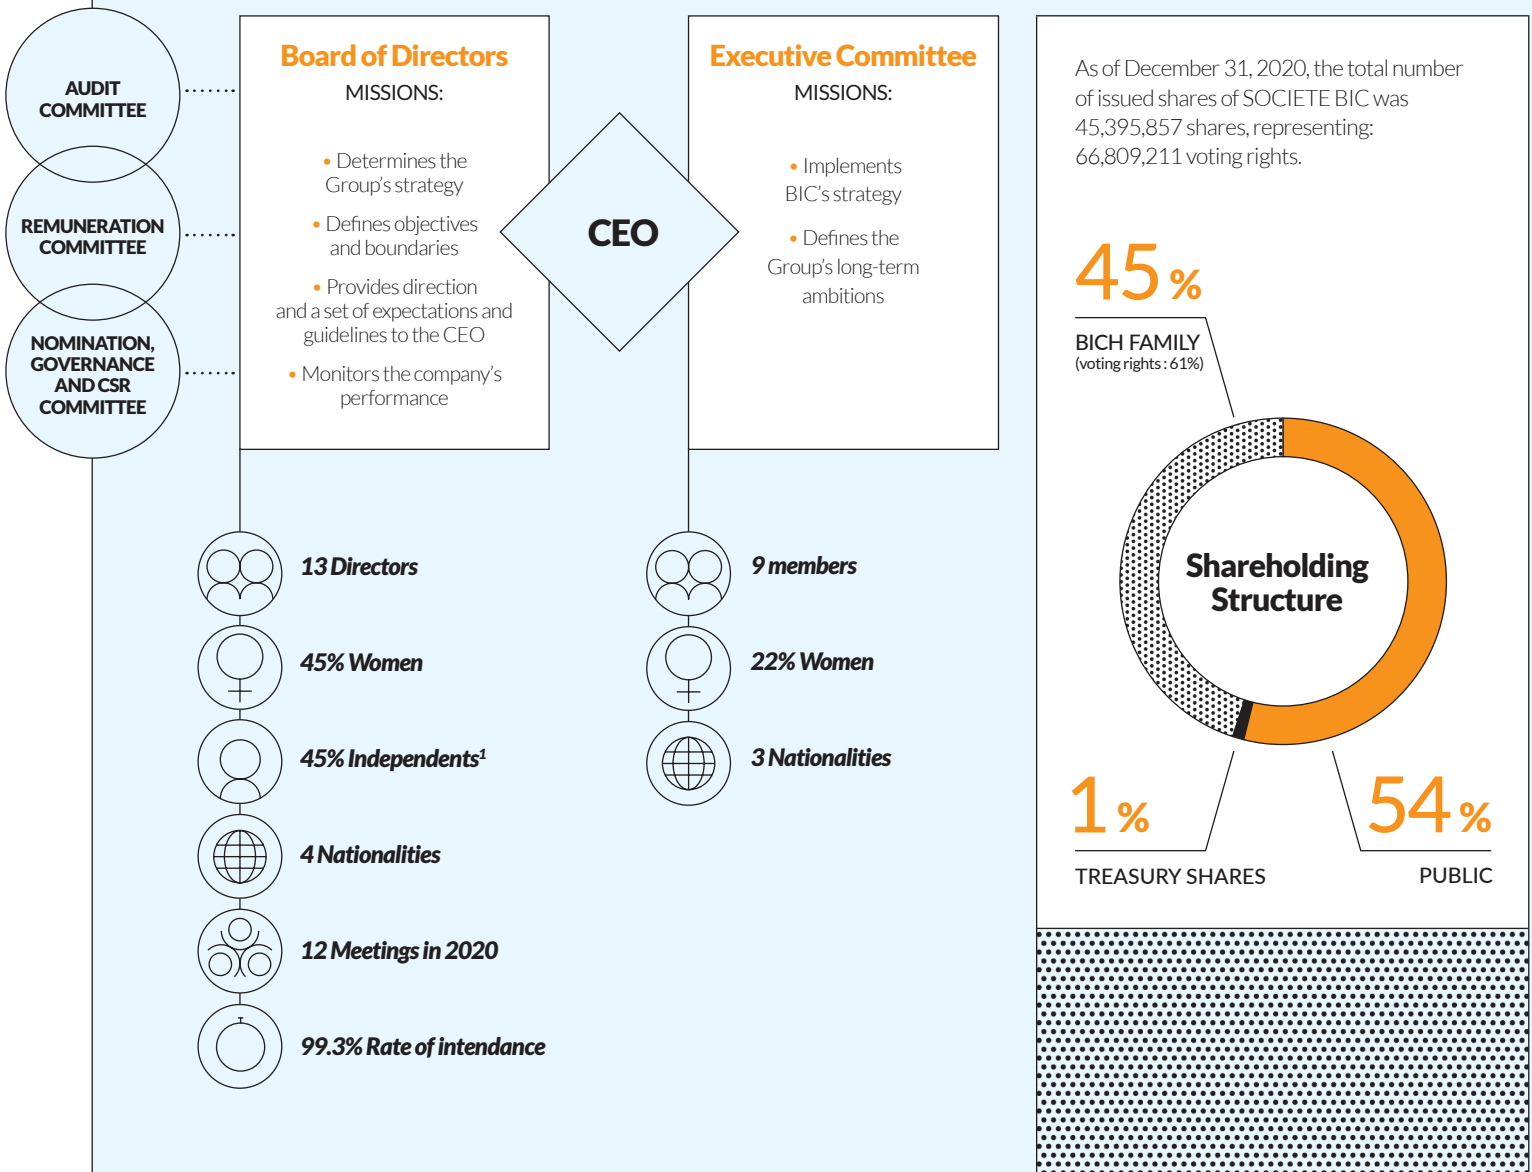 AUDIT
COMMITTEE
REMUNERATION
COMMITTEE
NOMINATION,
GOVERNANCE
AND CSR
COMMITTEE
Board of Directors
MISSIONS:
• Determines the
Group's strategy
• Defines objectives
and boundaries
• Provides direction
and a set of expectations and
guidelines to the CEO
• Monitors the company's
performance
CEO
Executive Committee
MISSIONS:
• Implements
BIC's strategy
• Defines the
Group's long-term
ambitions
13 Directors
45% Women
45% Independents¹
4 Nationalities
12 Meetings in 2020
99.3% Rate of intendance
9 members
22% Women
3 Nationalities
As of December 31, 2020, the total number
of issued shares of SOCIETE BIC was
45,395,857 shares, representing:
66,809,211 voting rights.
45 %
BICH FAMILY
(voting rights : 61%)
Shareholding
Structure
1 %
TREASURY SHARES
54 %
PUBLIC